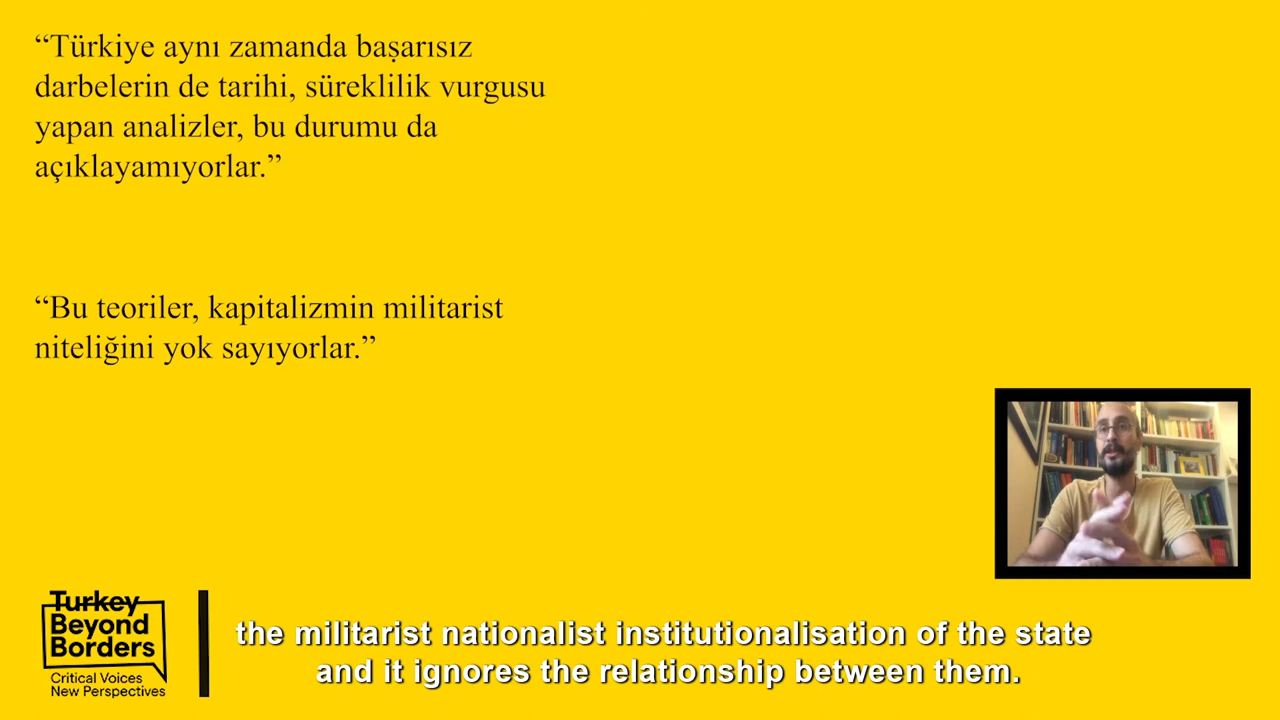 “Türkiye aynı zamanda başarısız
darbelerin de tarihi, süreklilik vurgusu
yapan analizler, bu durumu da
açıklayamıyorlar.”
“Bu teoriler, kapitalizmin militarist
niteliğini yok sayıyorlar.”
Turkey
Beyond
Borders
Critical Voices
New Perspectives
the militarist nationalist institutionalisation of the state
and it ignores the relationship between them.